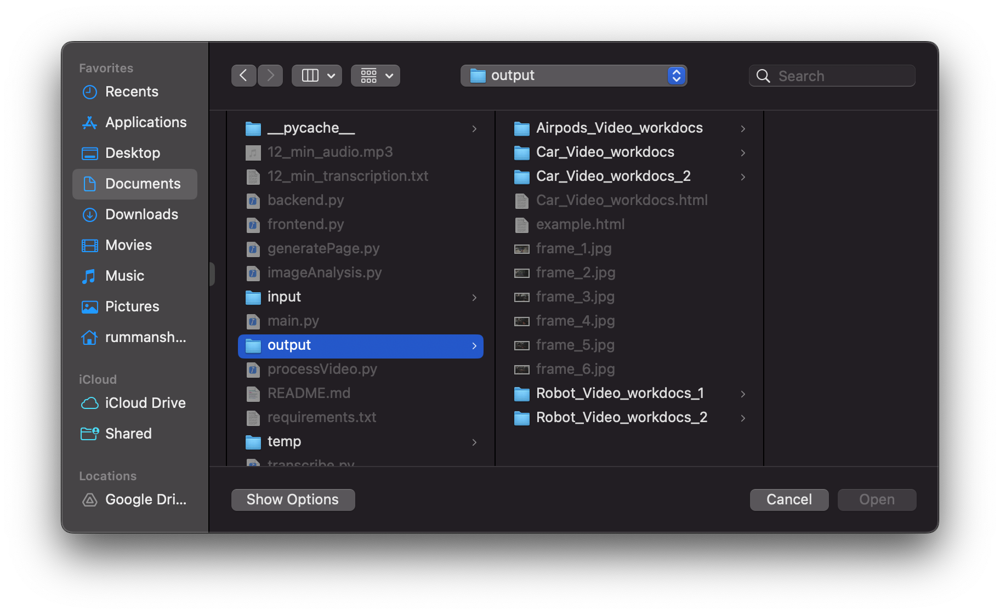 Favorites
Recents
Applications
Desktop
Documents
Downloads
Movies
Music
Pictures
rummansh...
iCloud
iCloud Drive
Shared
Locations
Google Dri...
output
Search
__pycache__
12_min_audio.mp3
12_min_transcription.txt
backend.py
frontend.py
generatePage.py
imageAnalysis.py
input
main.py
output
processVideo.py
README.md
requirements.txt
temp
transcribe.py
Airpods_Video_workdocs
Car_Video_workdocs
Car_Video_workdocs_2
Car_Video_workdocs.html
example.html
frame_1.jpg
frame_2.jpg
frame_3.jpg
frame_4.jpg
frame_5.jpg
frame_6.jpg
Robot_Video_workdocs_1
Robot_Video_workdocs_2
Show Options
Cancel
Open